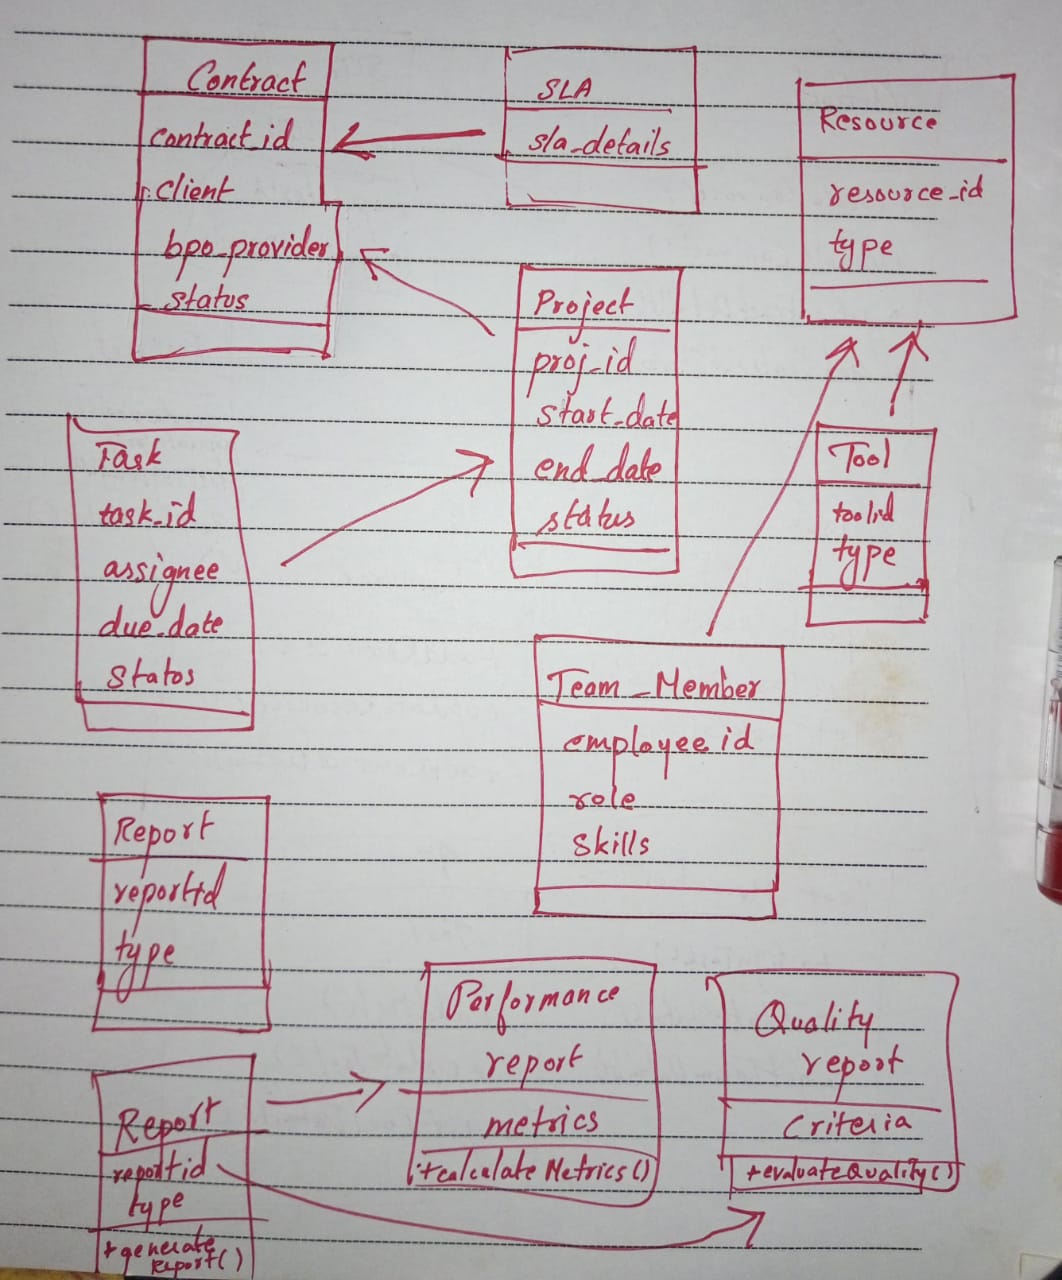 Contract
contract_id
client
bpo_provider
status
SLA
sla_details
Resource
resource_id
type
Project
proj_id
start_date
end_date
status
Task
task_id
assignee
due_date
status
Tool
toolid
type
Team_Member
employee id
role
skills
Report
reportid
type
Report
reportid
type
+generate
report()
Performance
report
metrics
+calculateMetrics()
Quality
report
Criteria
+evaluateQuality()